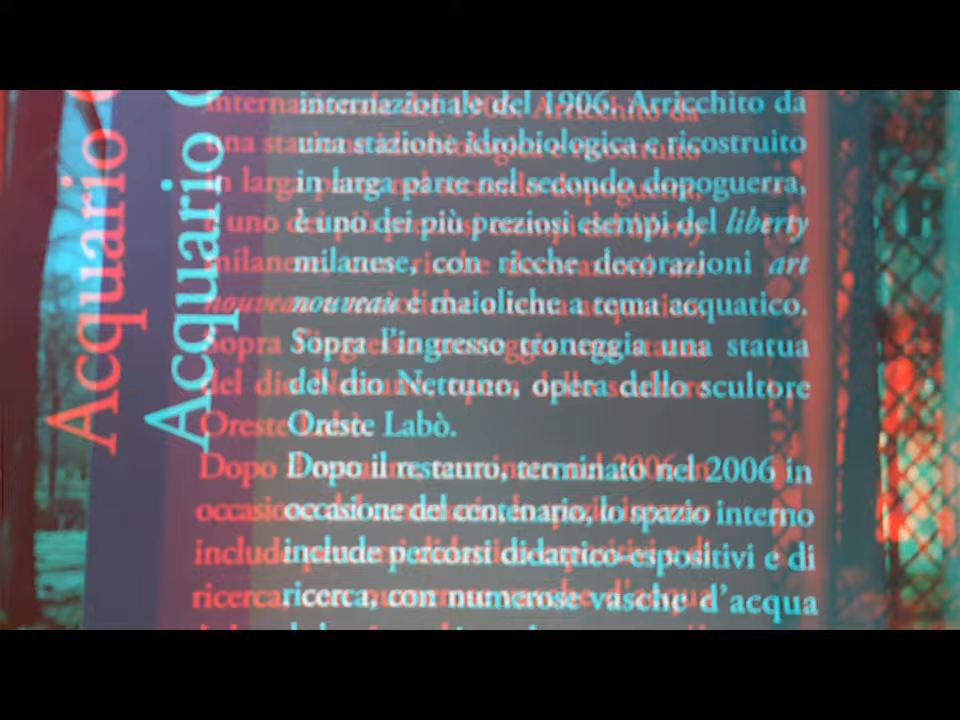 Acquario
internazionale del 1906. Arricchito da
una stazione idrobiologica e ricostruito
in larga parte nel secondo dopoguerra,
è uno dei più preziosi esempi del liberty
milanese, con ricche decorazioni art
nouveau e maioliche a tema acquatico.
Sopra l'ingresso troneggia una statua
del dio Nettuno, opera dello scultore
Oreste Labò.
Dopo il restauro, terminato nel 2006 in
occasione del centenario, lo spazio interno
include percorsi didattico-espositivi e di
ricerca, con numerose vasche d'acqua